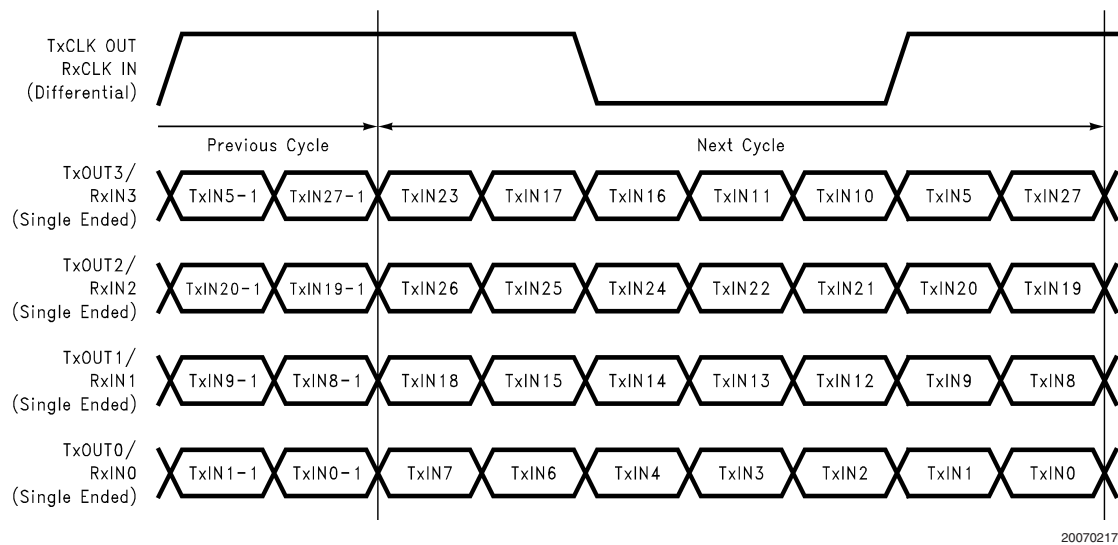 TxCLK OUT
RxCLK IN
(Differential)
Previous Cycle
Next Cycle
TxOUT3/
RxIN3
(Single Ended)
TxIN5-1 TxIN27-1 TxIN23 TxIN17 TxIN16 TxIN11 TxIN10 TxIN5 TxIN27
TxOUT2/
RxIN2
(Single Ended)
TxIN20-1 TxIN19-1 TxIN26 TxIN25 TxIN24 TxIN22 TxIN21 TxIN20 TxIN19
TxOUT1/
RxIN1
(Single Ended)
TxIN9-1 TxIN8-1 TxIN18 TxIN15 TxIN14 TxIN13 TxIN12 TxIN9 TxIN8
TxOUT0/
RxIN0
(Single Ended)
TxIN1-1 TxIN0-1 TxIN7 TxIN6 TxIN4 TxIN3 TxIN2 TxIN1 TxIN0
20070217